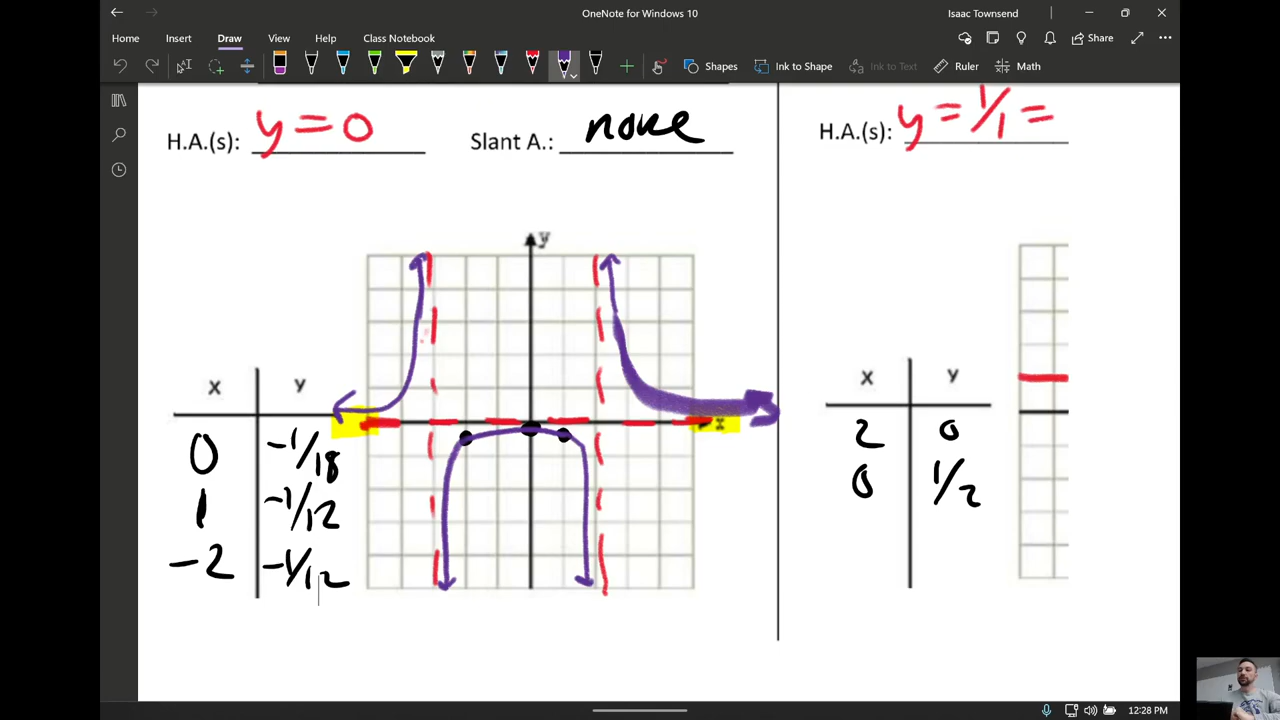 OneNote for Windows 10
Isaac Townsend
Home Insert Draw View Help Class Notebook
Share
Shapes Ink to Shape Ink to Text Ruler Math
H.A.(s): y = 0
Slant A.: none
H.A.(s): y = 1/1 =
y
x
x y
0 -1/18
1 -1/12
-2 -1/12
x y
2 0
0 1/2
12:28 PM